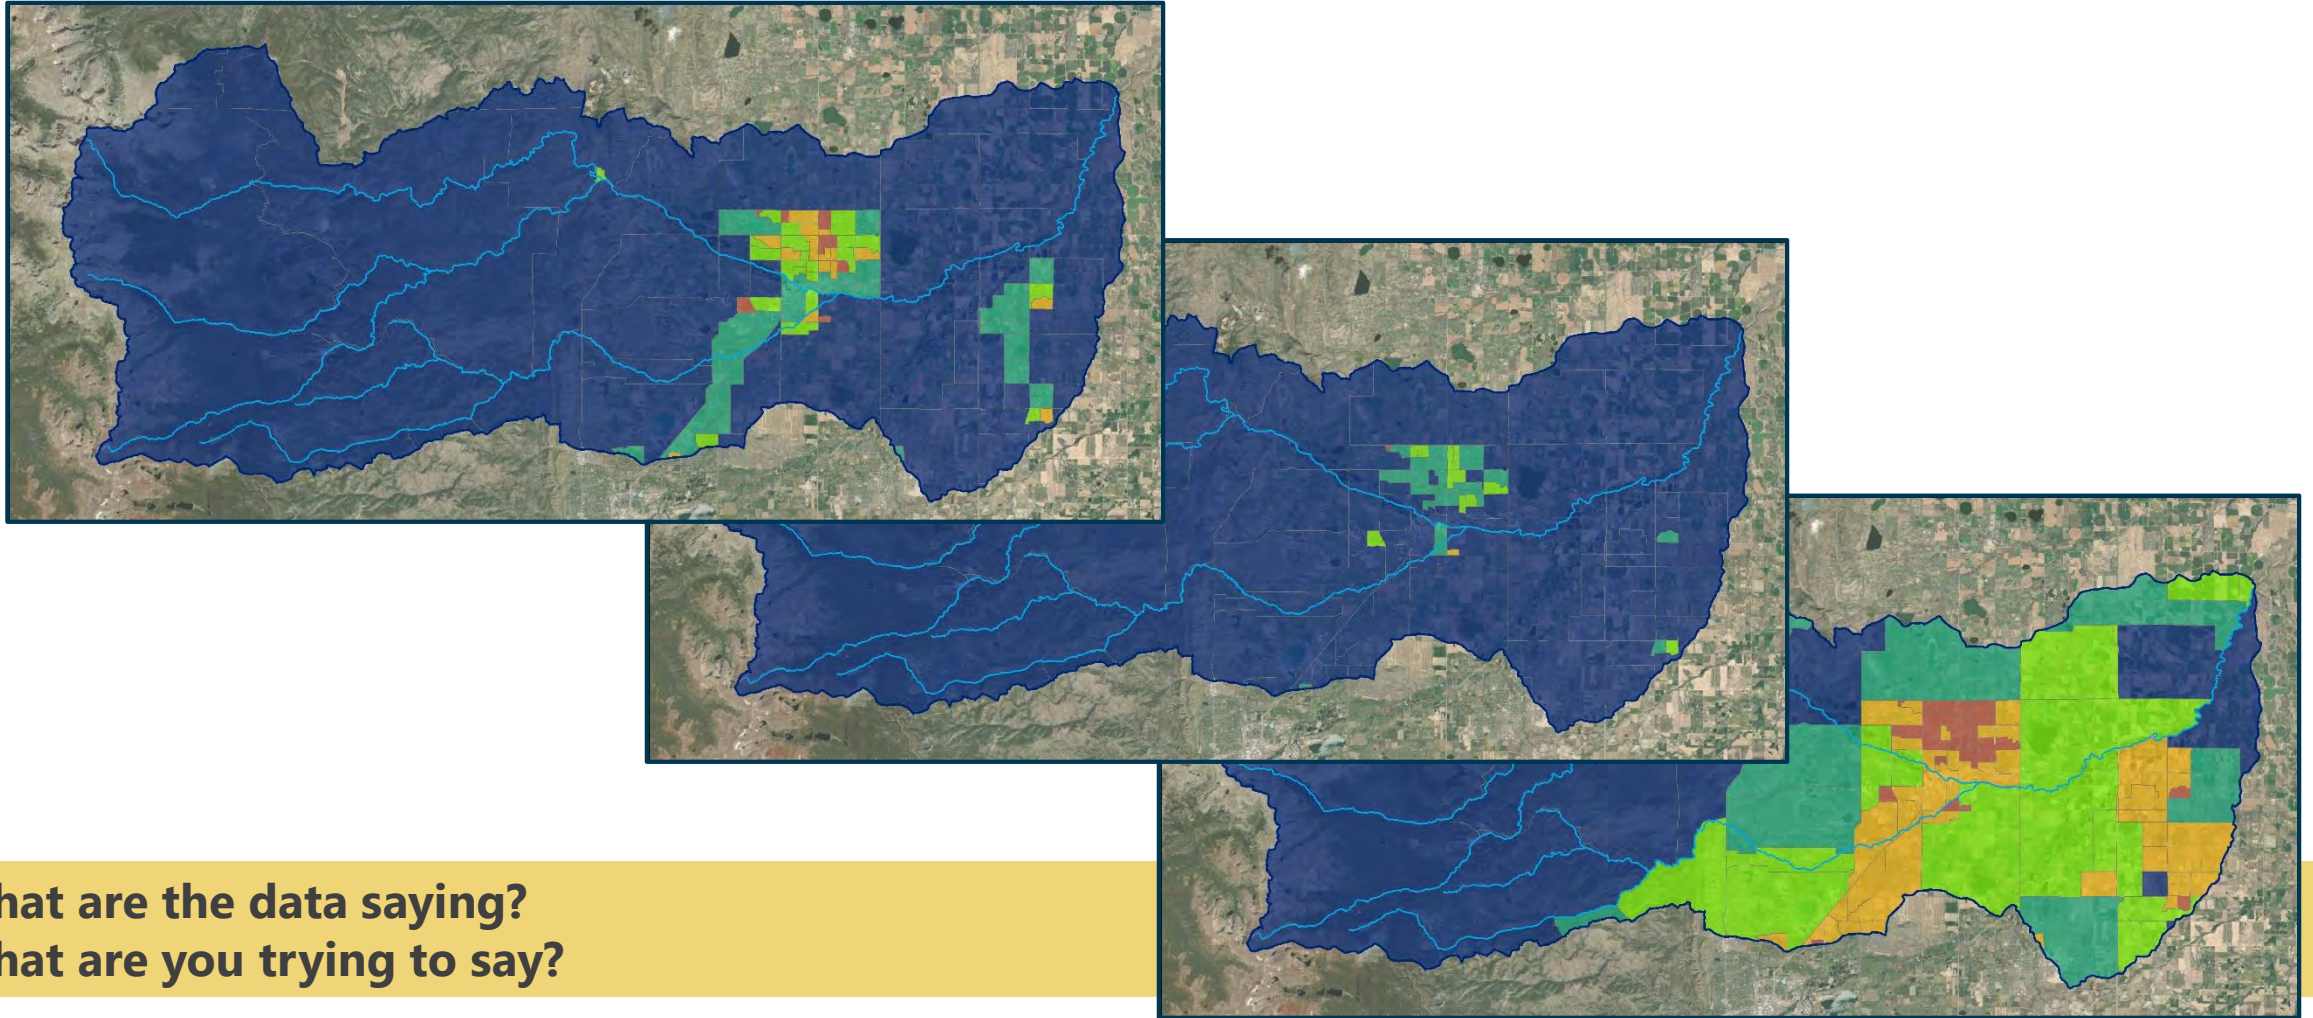 hat are the data saying?
hat are you trying to say?